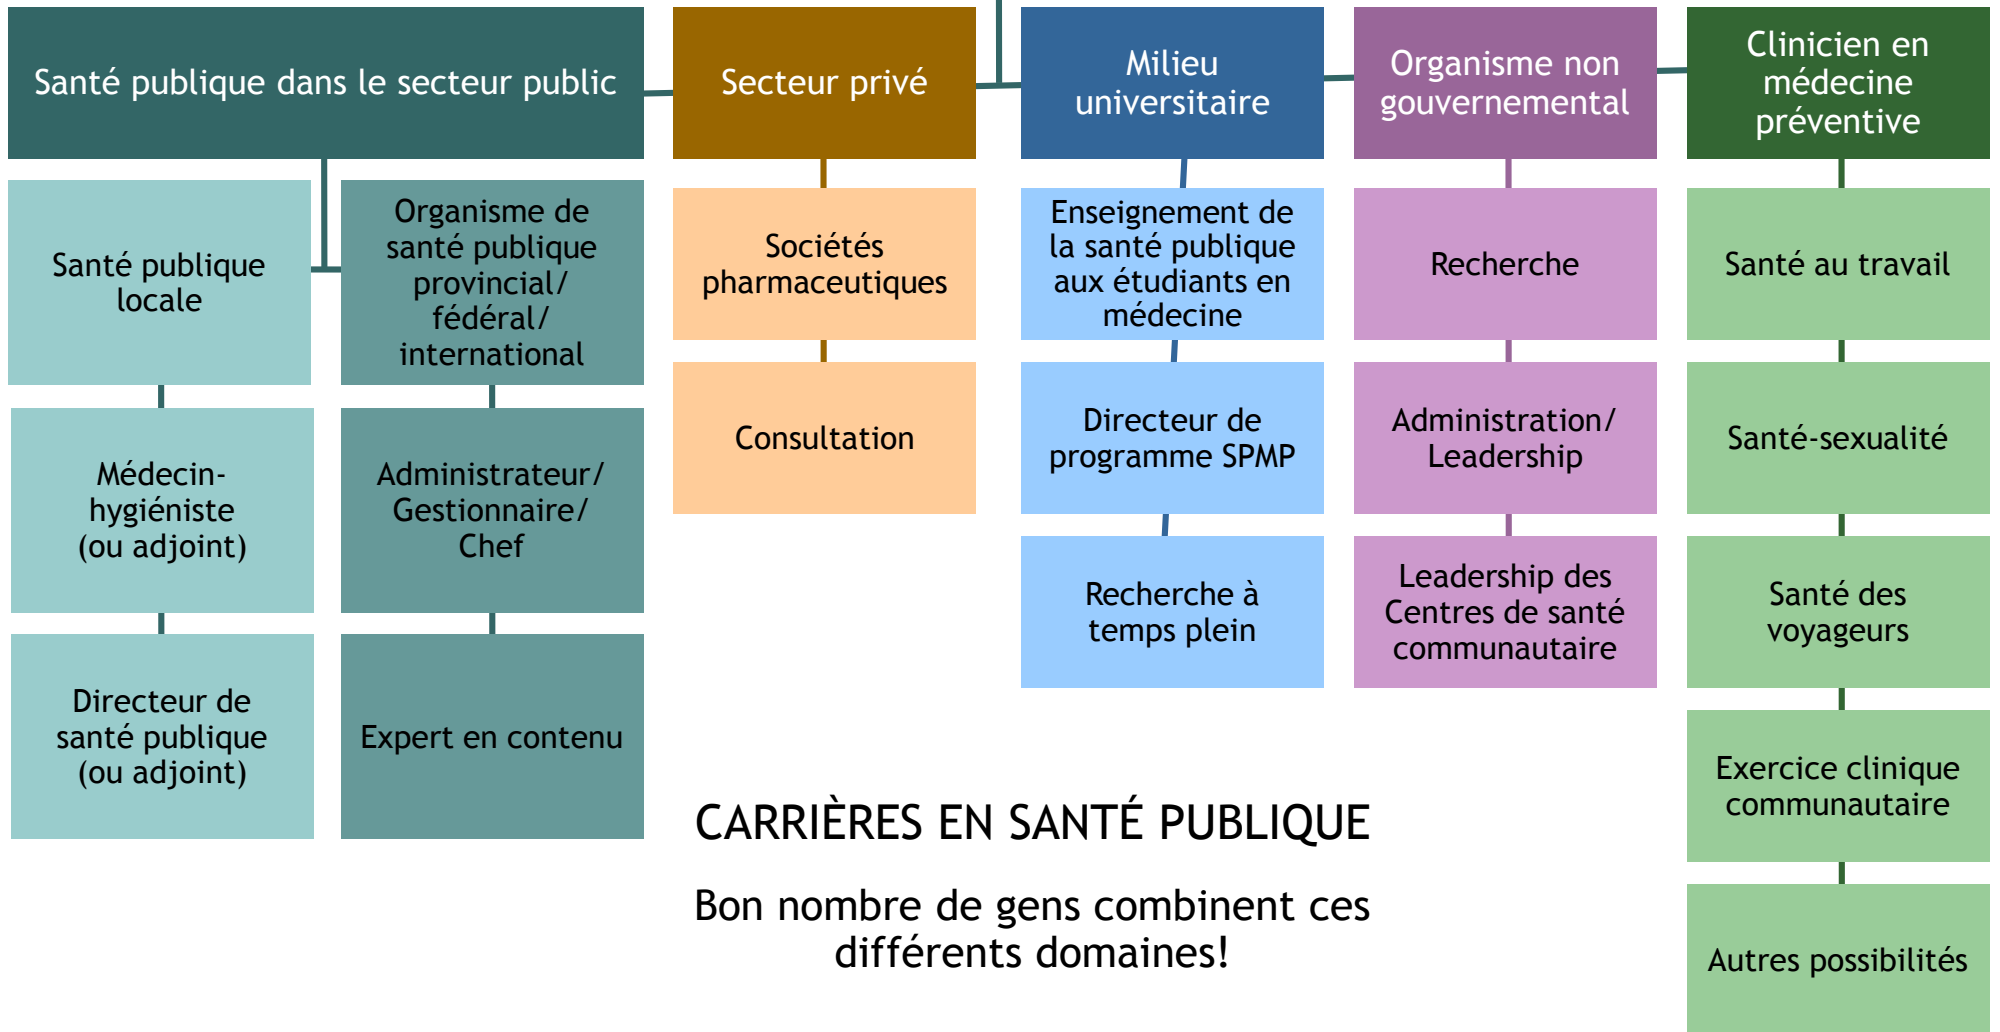 Santé publique dans le secteur public
Santé publique
locale
Médecin-
hygiéniste
(ou adjoint)
Directeur de
santé publique
(ou adjoint)
Organisme de
santé publique
provincial/
fédéral/
international
Administrateur/
Gestionnaire/
Chef
Expert en contenu
Secteur privé
Sociétés
pharmaceutiques
Consultation
Milieu
universitaire
Enseignement de
la santé publique
aux étudiants en
médecine
Directeur de
programme SPMP
Recherche à
temps plein
Organisme non
gouvernemental
Recherche
Administration/
Leadership
Leadership des
Centres de santé
communautaire
Clinicien en
médecine
préventive
Santé au travail
Santé-sexualité
Santé des
voyageurs
Exercice clinique
communautaire
Autres possibilités
CARRIÈRES EN SANTÉ PUBLIQUE
Bon nombre de gens combinent ces
différents domaines!